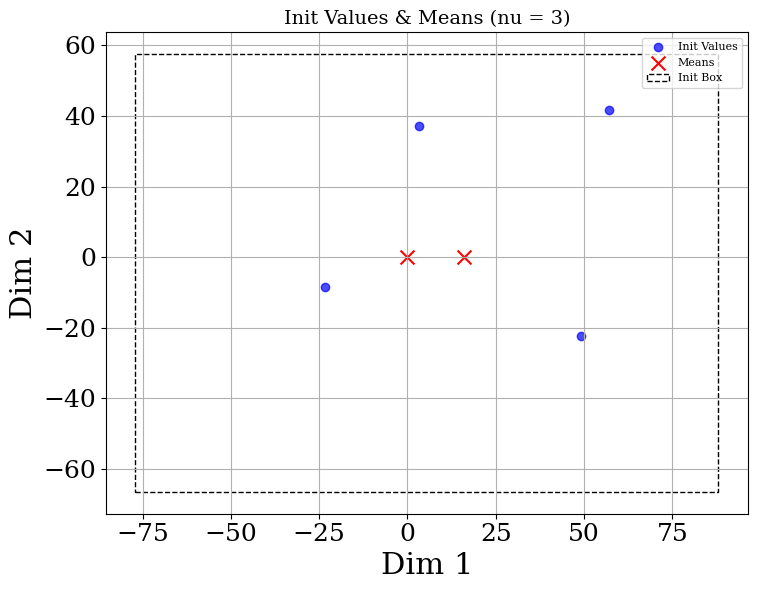 Init Values & Means (nu = 3)
Init Values
Means
Init Box
60
40
20
0
−20
−40
−60
Dim 2
−75
−50
−25
0
25
50
75
Dim 1